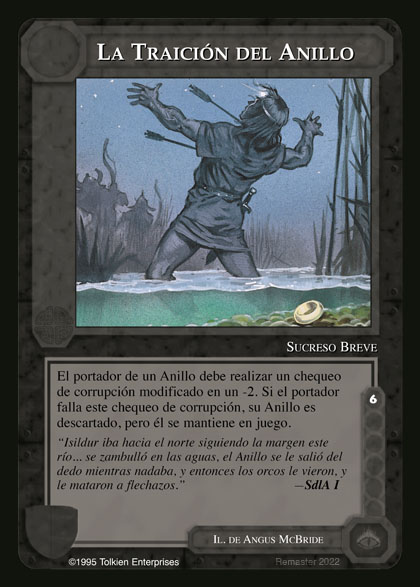 LA TRAICIÓN DEL ANILLO
SUCRESO BREVE
El portador de un Anillo debe realizar un chequeo
de corrupción modificado en un -2. Si el portador
falla este chequeo de corrupción, su Anillo es
descartado, pero él se mantiene en juego.
6
“Isildur iba hacia el norte siguiendo la margen este
río... se zambulló en las aguas, el Anillo se le salió del
dedo mientras nadaba, y entonces los orcos le vieron, y
le mataron a flechazos.” –SdlA I
IL. DE ANGUS MCBRIDE
©1995 Tolkien Enterprises
Remaster 2022